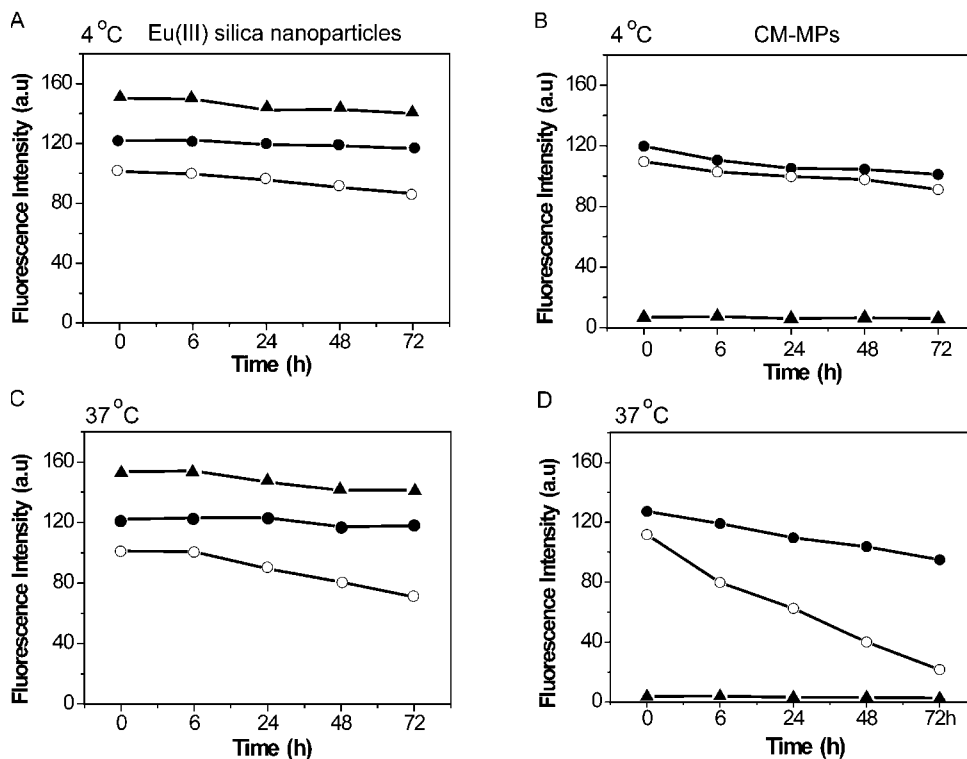 A
4 °C Eu(III) silica nanoparticles
Fluorescence Intensity (a.u)
160
120
80
40
0
0 6 24 48 72
Time (h)
B
4 °C CM-MPs
Fluorescence Intensity (a.u)
160
120
80
40
0
0 6 24 48 72
Time (h)
C
37 °C
Fluorescence Intensity (a.u)
160
120
80
40
0
0 6 24 48 72
Time (h)
D
37 °C
Fluorescence Intensity (a.u)
160
120
80
40
0
0 6 24 48 72h
Time (h)